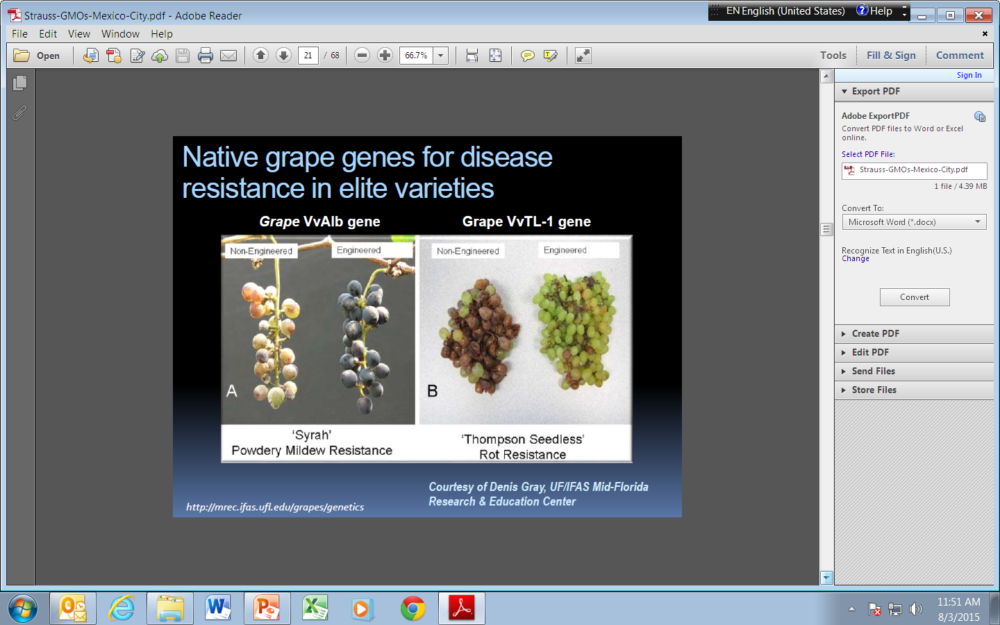 Strauss-GMOs-Mexico-City.pdf - Adobe Reader
EN English (United States) Help
File Edit View Window Help
Open 21 / 68 66.7% Tools Fill & Sign Comment
Sign In
Export PDF
Adobe ExportPDF
Convert PDF files to Word or Excel
online.
Select PDF File:
Strauss-GMOs-Mexico-City.pdf
1 file / 4.39 MB
Convert To:
Microsoft Word (*.docx)
Recognize Text in English(U.S.)
Change
Convert
Create PDF
Edit PDF
Send Files
Store Files
Native grape genes for disease
resistance in elite varieties
Grape VvAlb gene
Grape VvTL-1 gene
Non-Engineered
Engineered
Non-Engineered
Engineered
A
B
'Syrah'
Powdery Mildew Resistance
'Thompson Seedless'
Rot Resistance
Courtesy of Denis Gray, UF/IFAS Mid-Florida
Research & Education Center
http://mrec.ifas.ufl.edu/grapes/genetics
11:51 AM
8/3/2015